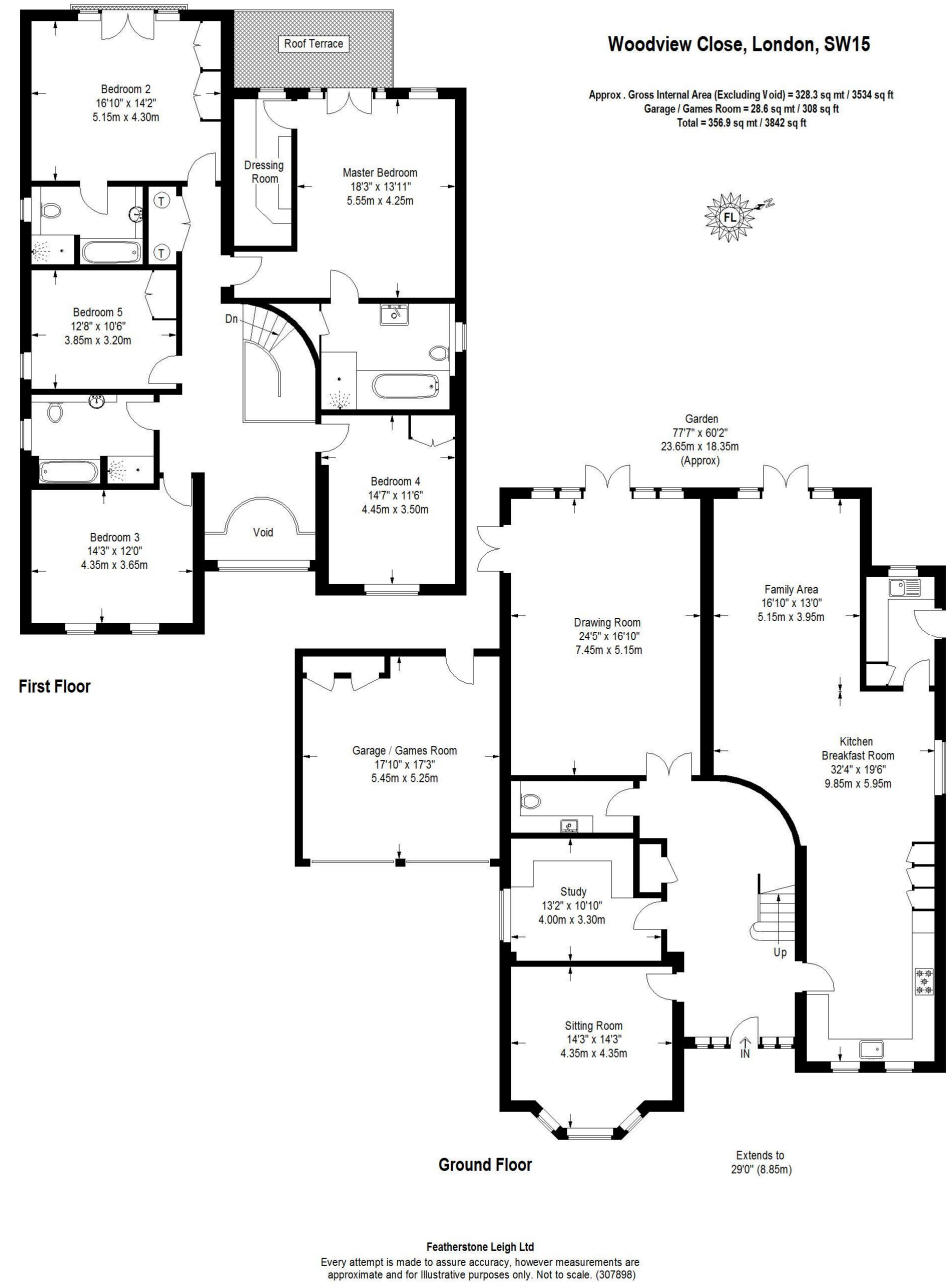 Woodview Close, London, SW15
Approx . Gross Internal Area (Excluding Void) = 328.3 sq mt / 3534 sq ft
Garage / Games Room = 28.6 sq mt / 308 sq ft
Total = 356.9 sq mt / 3842 sq ft
FL
Z
Roof Terrace
Bedroom 2
16'10" x 14'2"
5.15m x 4.30m
Dressing
Room
Master Bedroom
18'3" x 13'11"
5.55m x 4.25m
T
T
Bedroom 5
12'8" x 10'6"
3.85m x 3.20m
Dn
Bedroom 4
14'7" x 11'6"
4.45m x 3.50m
Bedroom 3
14'3" x 12'0"
4.35m x 3.65m
Void
First Floor
Garden
77'7" x 60'2"
23.65m x 18.35m
(Approx)
Drawing Room
24'5" x 16'10"
7.45m x 5.15m
Family Area
16'10" x 13'0"
5.15m x 3.95m
Garage / Games Room
17'10" x 17'3"
5.45m x 5.25m
Kitchen
Breakfast Room
32'4" x 19'6"
9.85m x 5.95m
Study
13'2" x 10'10"
4.00m x 3.30m
Up
Sitting Room
14'3" x 14'3"
4.35m x 4.35m
IN
Ground Floor
Extends to
29'0" (8.85m)
Featherstone Leigh Ltd
Every attempt is made to assure accuracy, however measurements are
approximate and for Illustrative purposes only. Not to scale. (307898)